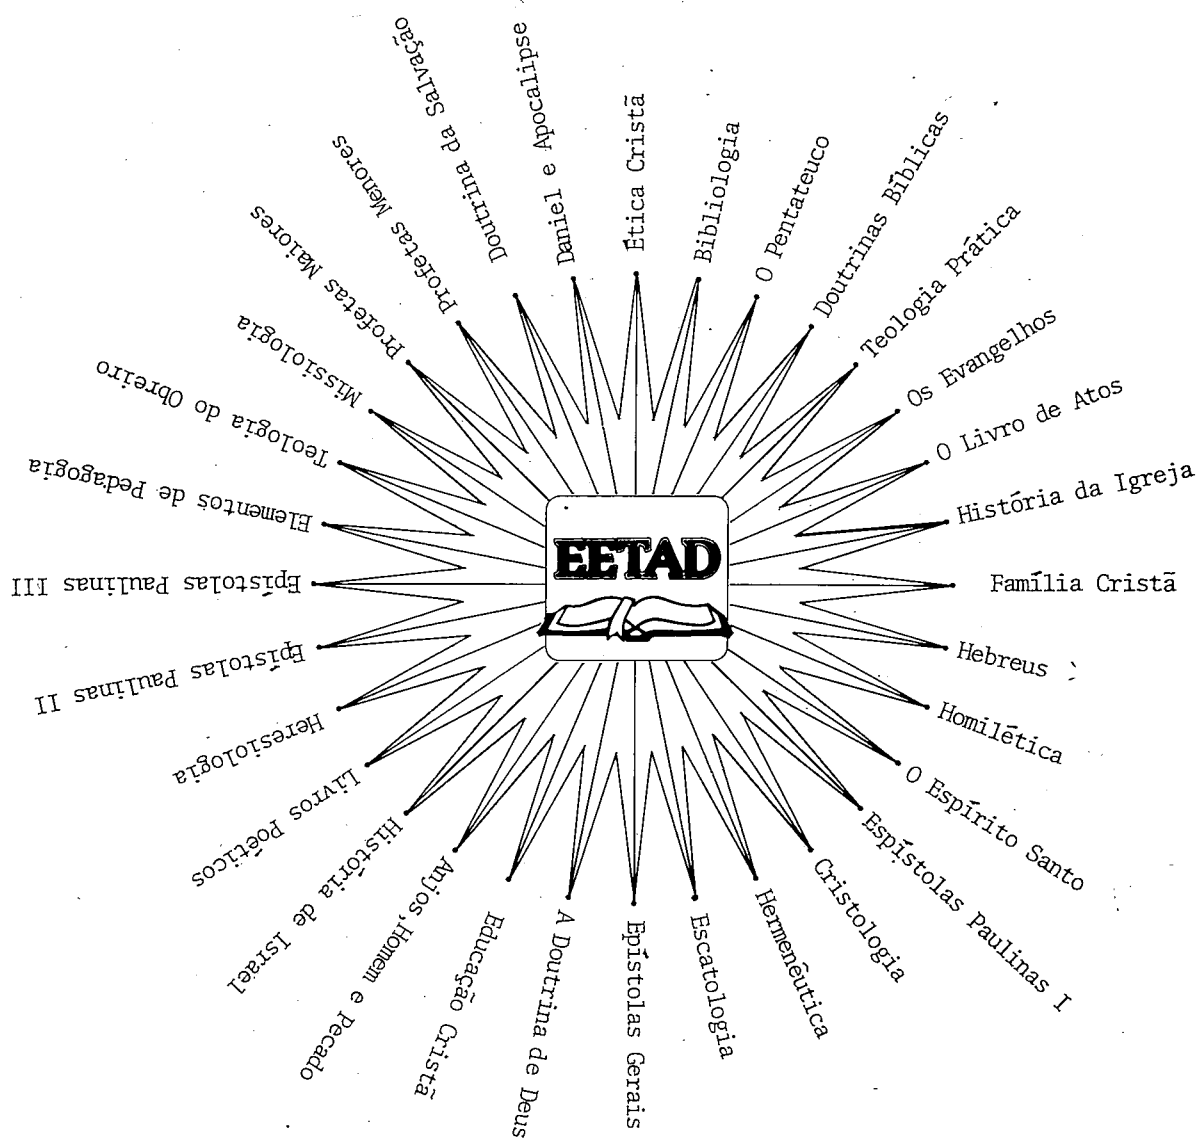 Ética Cristã
Bibliologia
O Pentateuco
Doutrinas Bíblicas
Teologia Prática
Os Evangelhos
O Livro de Atos
História da Igreja
Família Cristã
Hebreus
Homilética
O Espírito Santo
Espístolas Paulinas I
Cristologia
Hermenêutica
Escatologia
Epístolas Gerais
A Doutrina de Deus
Educação Cristã
Anjos,Homem e Pecado
História de Israel
Livros Poéticos
Heresiologia
Epístolas Paulinas II
Epístolas Paulinas III
Elementos de Pedagogia
Teologia do Obreiro
Missiologia
Profetas Maiores
Profetas Menores
Doutrina da Salvação
Daniel e Apocalipse
EETAD